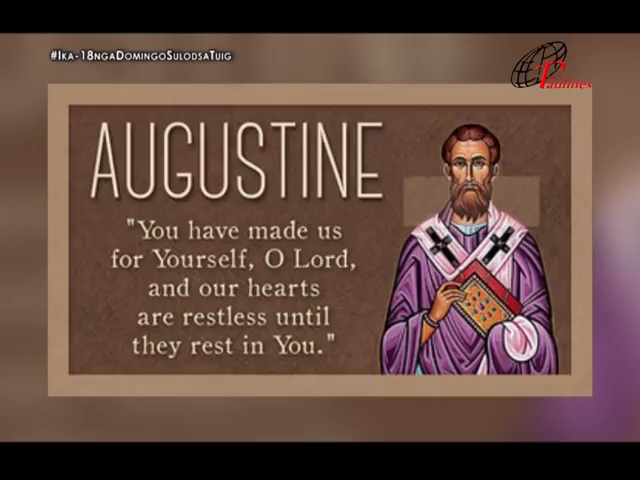 #IKA-18NGADOMINGOSULODSATUIG
Paulines
AUGUSTINE
"You have made us
for Yourself, O Lord,
and our hearts
are restless until
they rest in You."